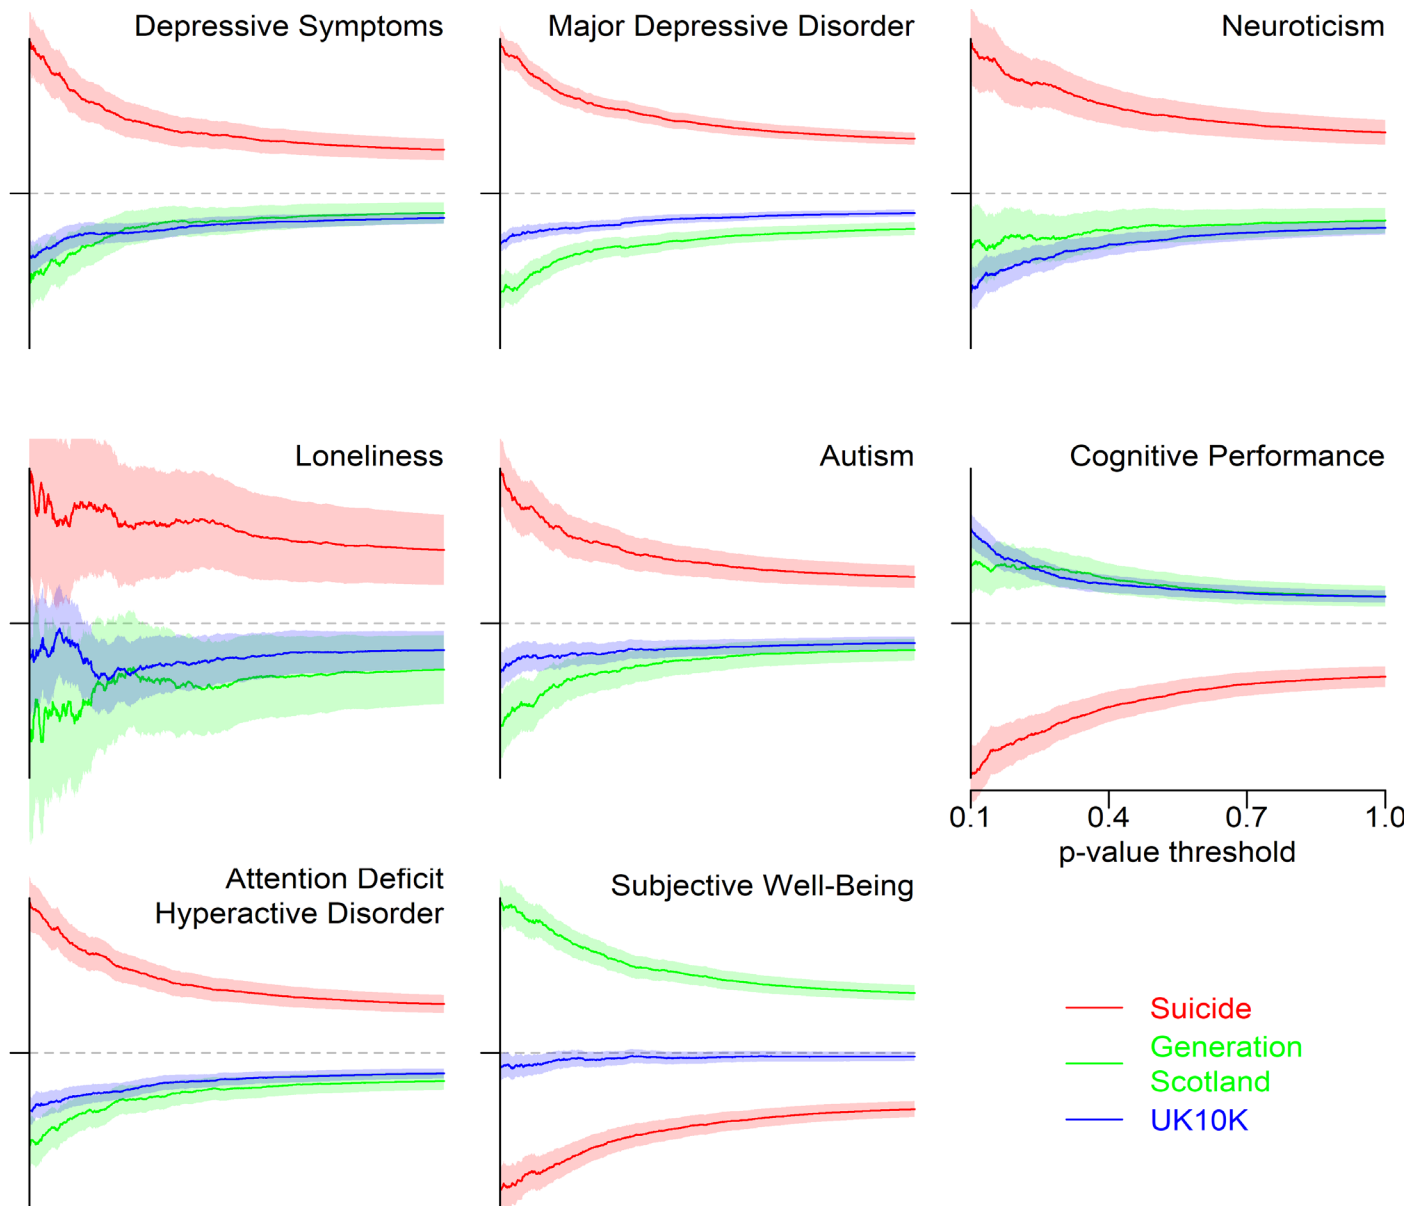 Depressive Symptoms
Major Depressive Disorder
Neuroticism
Loneliness
Autism
Cognitive Performance
0.1 0.4 0.7 1.0
p-value threshold
Attention Deficit
Hyperactive Disorder
Subjective Well-Being
Suicide
Generation
Scotland
UK10K